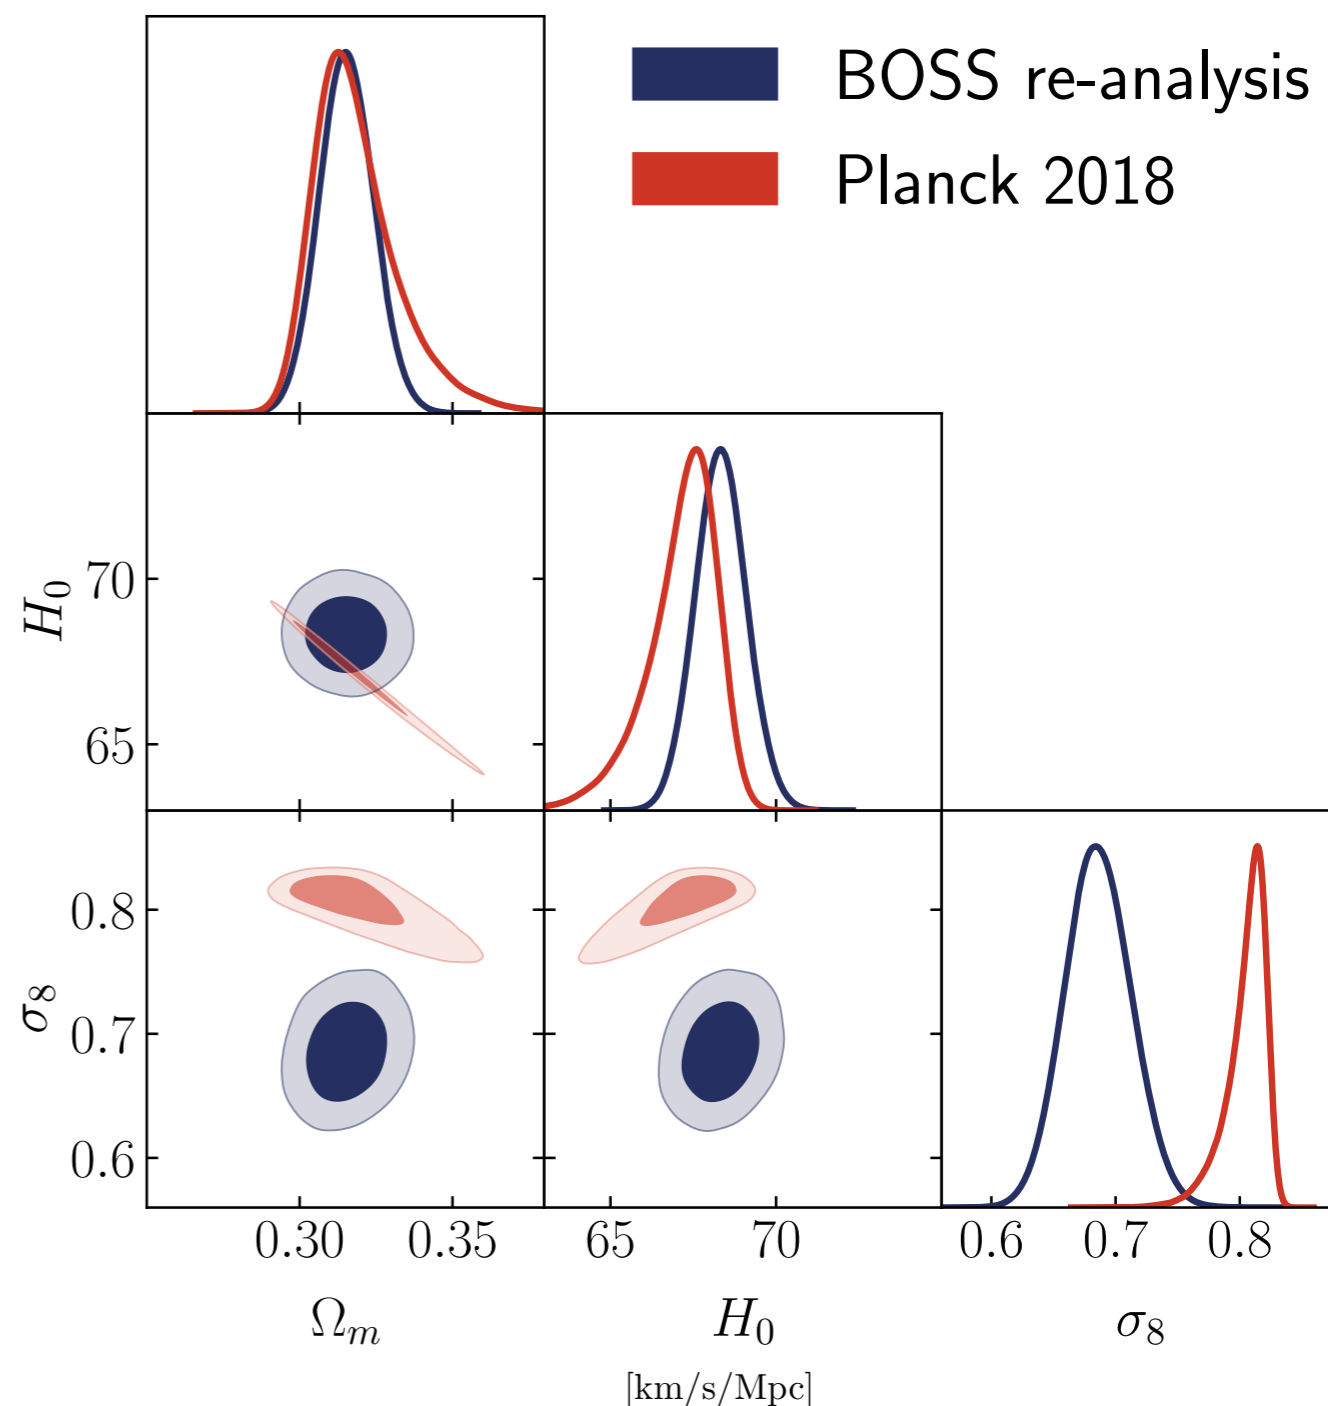 BOSS re-analysis
Planck 2018
H₀
70
65
σ₈
0.8
0.7
0.6
0.30 0.35 65 70 0.6 0.7 0.8
Ωₘ H₀ σ₈
[km/s/Mpc]